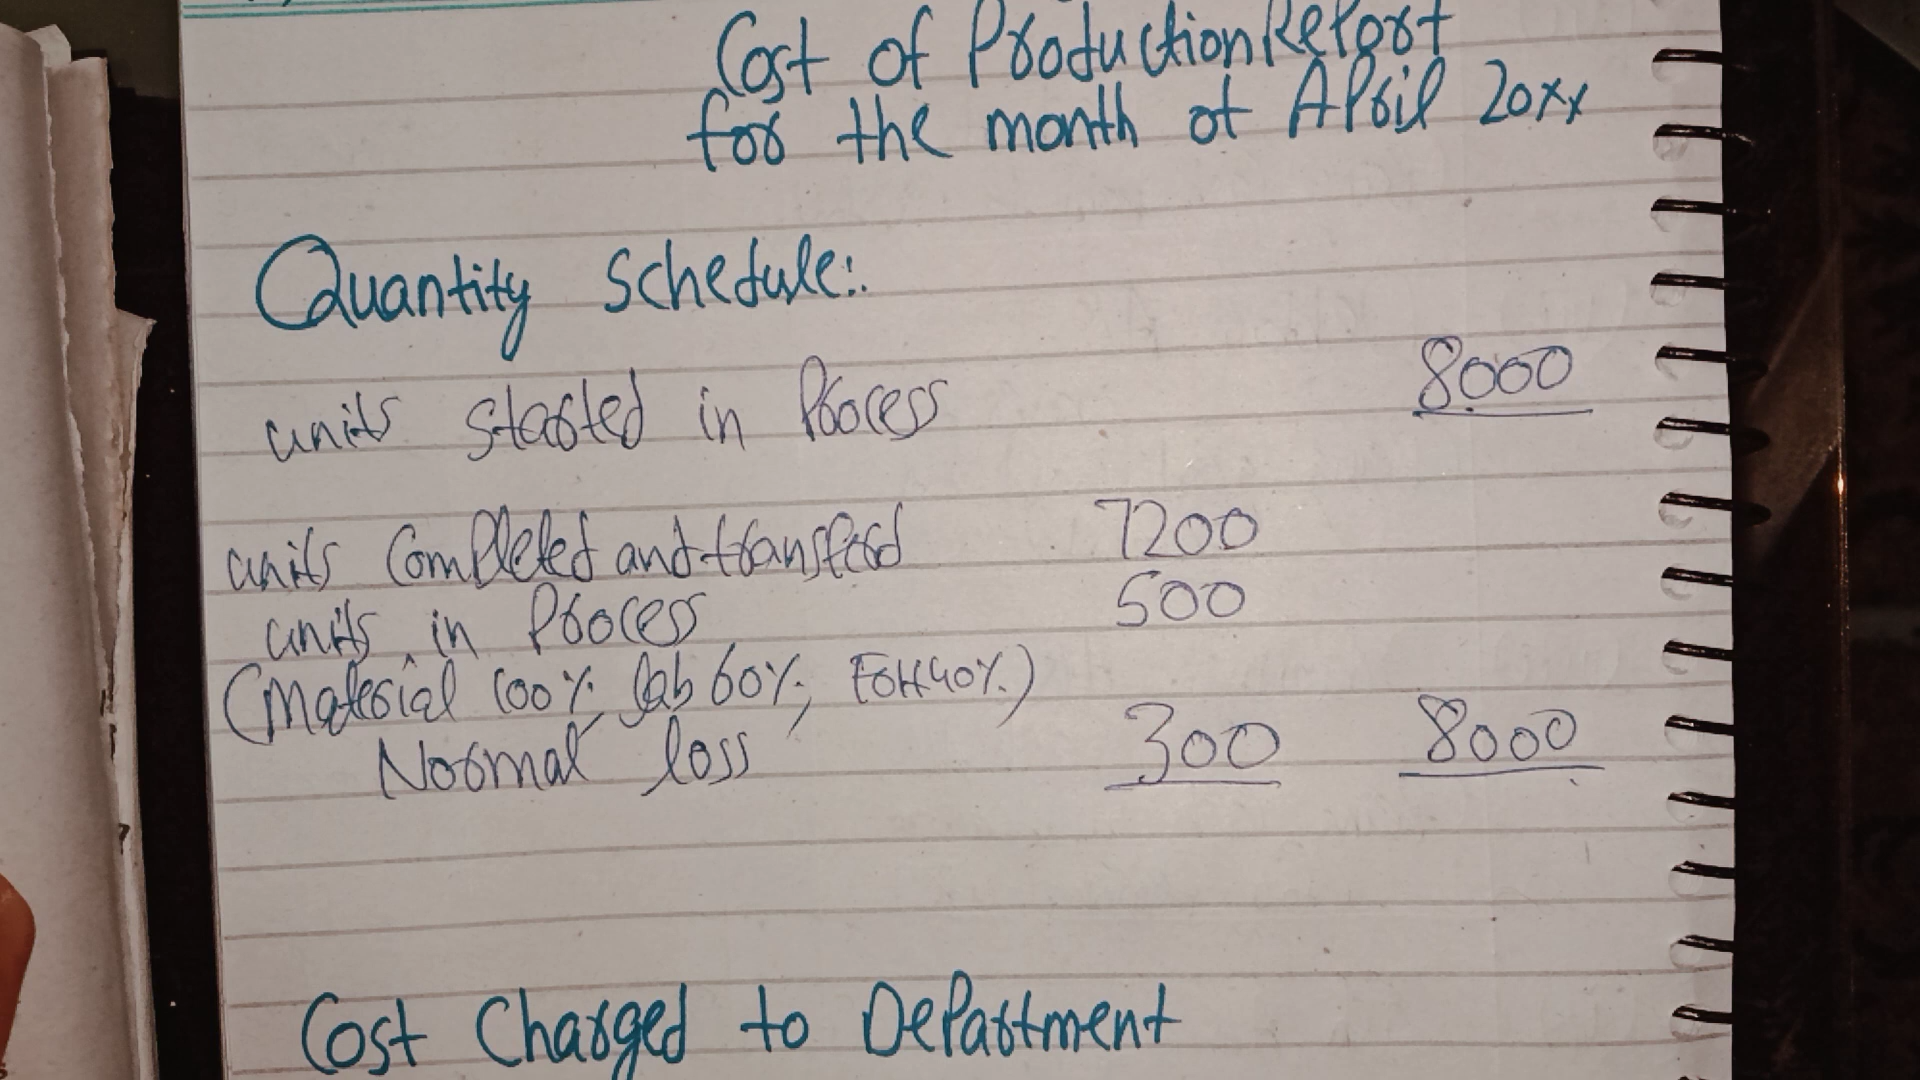 Cost of Production Report
for the month of April 20xx
Quantity Schedule:.
units started in Process 8000
units Completed and transferd 7200
units in Process 500
(Material 100% lab 60%, FOH 40%)
Normal loss 300 8000
Cost Charged to Department